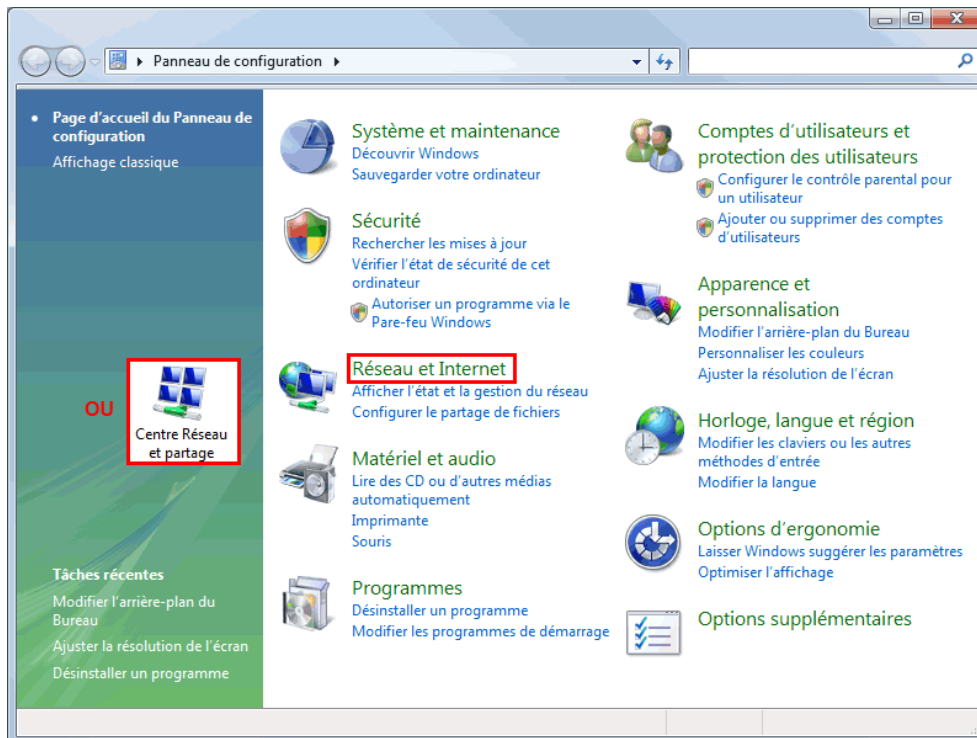 Panneau de configuration
Page d'accueil du Panneau de
configuration
Affichage classique
OU
Centre Réseau
et partage
Tâches récentes
Modifier l'arrière-plan du
Bureau
Ajuster la résolution de l'écran
Désinstaller un programme
Système et maintenance
Découvrir Windows
Sauvegarder votre ordinateur
Sécurité
Rechercher les mises à jour
Vérifier l'état de sécurité de cet
ordinateur
Autoriser un programme via le
Pare-feu Windows
Réseau et Internet
Afficher l'état et la gestion du réseau
Configurer le partage de fichiers
Matériel et audio
Lire des CD ou d'autres médias
automatiquement
Imprimante
Souris
Programmes
Désinstaller un programme
Modifier les programmes de démarrage
Comptes d'utilisateurs et
protection des utilisateurs
Configurer le contrôle parental pour
un utilisateur
Ajouter ou supprimer des comptes
d'utilisateurs
Apparence et
personnalisation
Modifier l'arrière-plan du Bureau
Personnaliser les couleurs
Ajuster la résolution de l'écran
Horloge, langue et région
Modifier les claviers ou les autres
méthodes d'entrée
Modifier la langue
Options d'ergonomie
Laisser Windows suggérer les paramètres
Optimiser l'affichage
Options supplémentaires